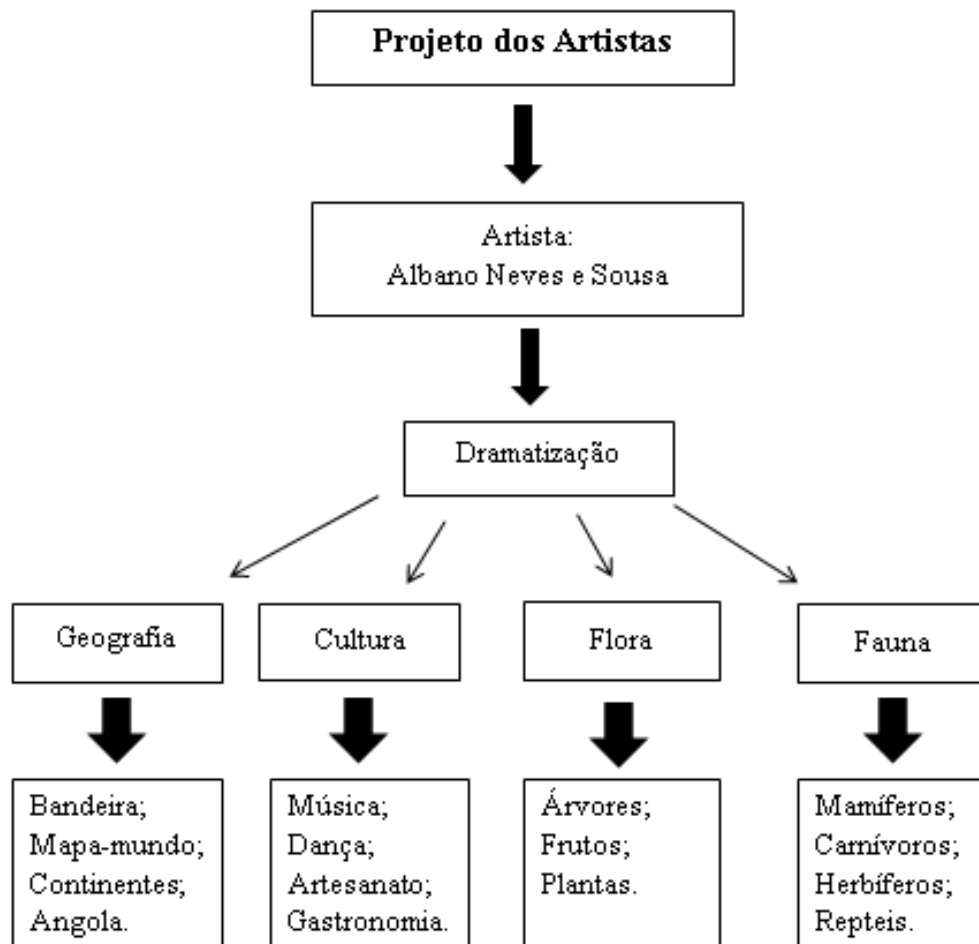 Projeto dos Artistas
Artista:
Albano Neves e Sousa
Dramatização
Geografia
Cultura
Flora
Fauna
Bandeira;
Mapa-mundo;
Continentes;
Angola.
Música;
Dança;
Artesanato;
Gastronomia.
Árvores;
Frutos;
Plantas.
Mamíferos;
Carnívoros;
Herbíferos;
Repteis.